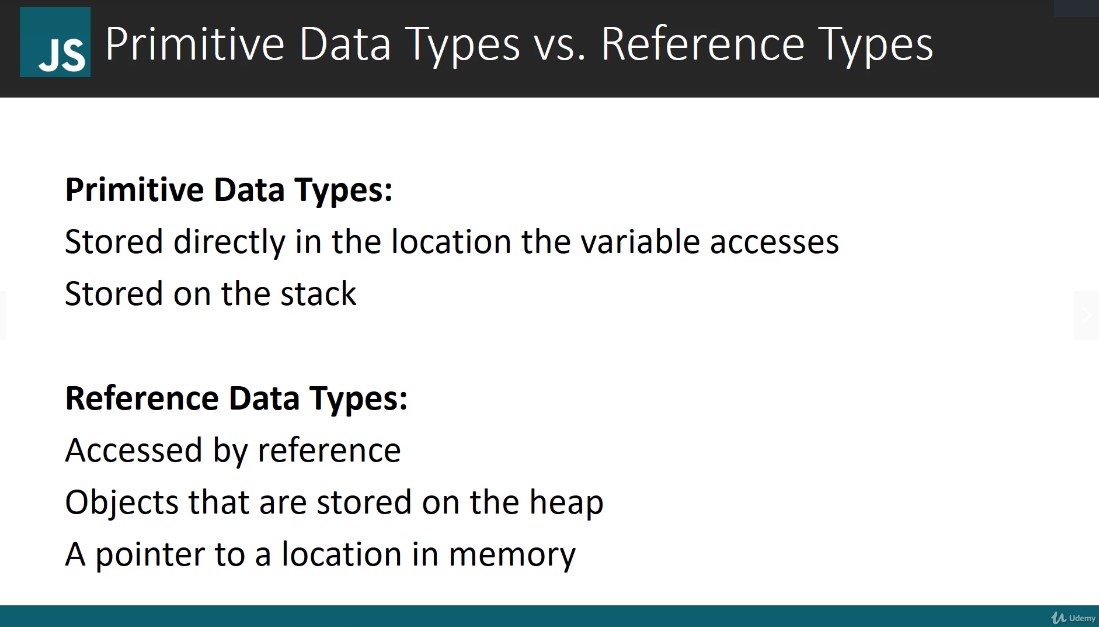 JS Primitive Data Types vs. Reference Types
Primitive Data Types:
Stored directly in the location the variable accesses
Stored on the stack
Reference Data Types:
Accessed by reference
Objects that are stored on the heap
A pointer to a location in memory
Udemy